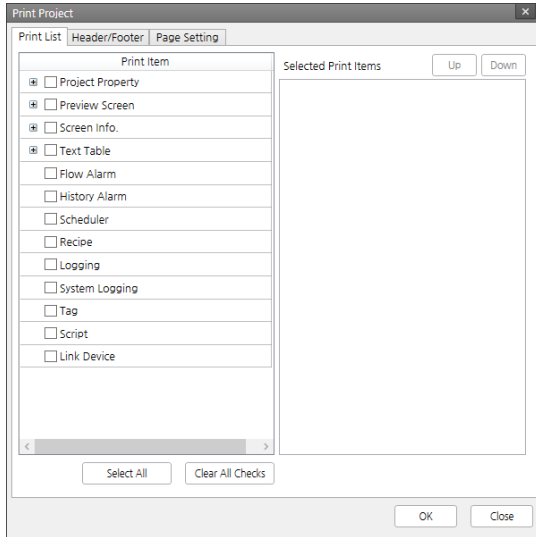 Print Project
Print List Header/Footer Page Setting
Print Item
Project Property
Preview Screen
Screen Info.
Text Table
Flow Alarm
History Alarm
Scheduler
Recipe
Logging
System Logging
Tag
Script
Link Device
Select All Clear All Checks
Selected Print Items Up Down
OK Close